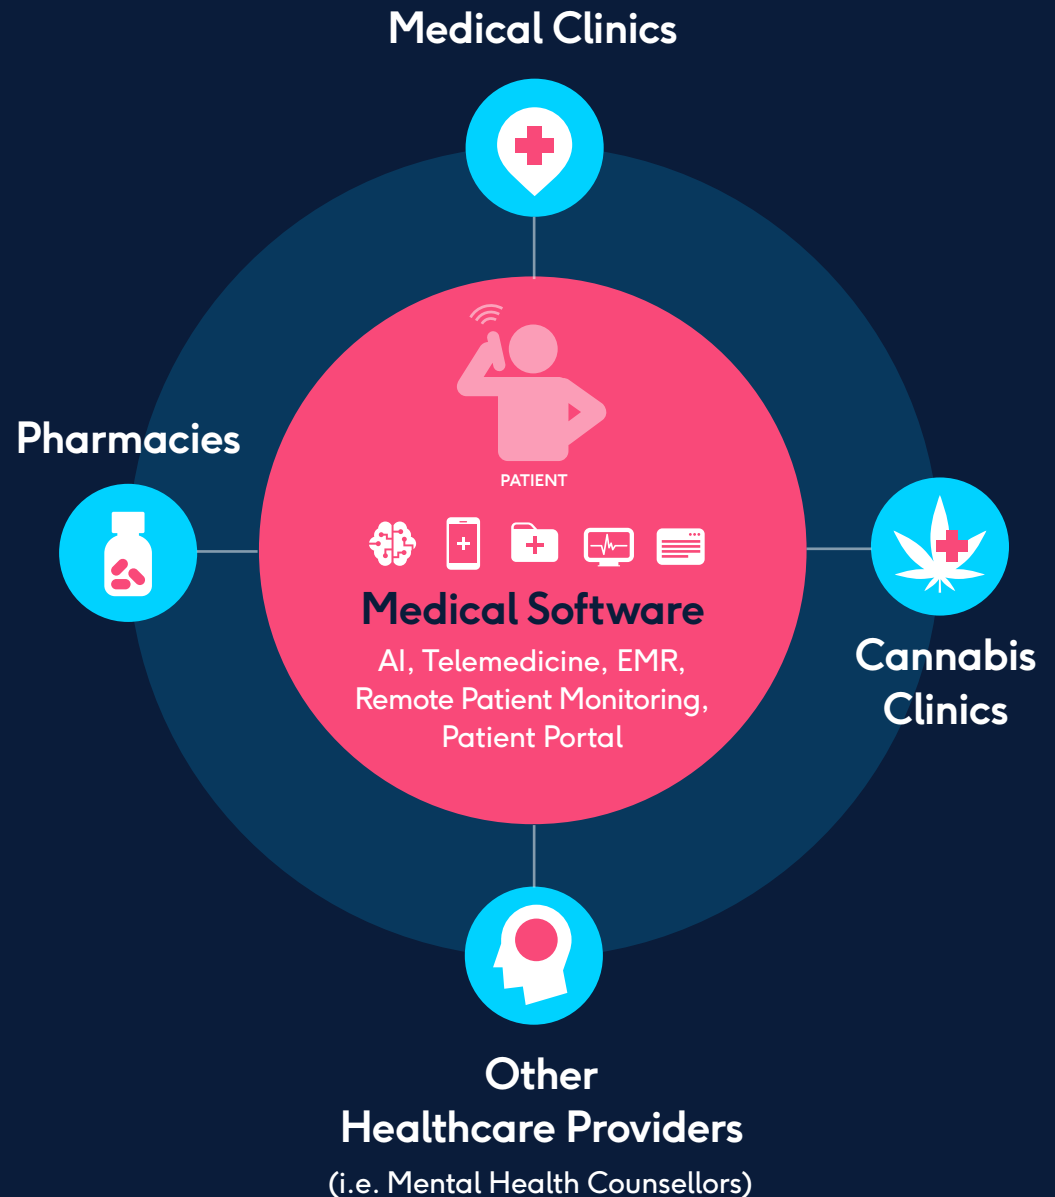 Medical Clinics
Pharmacies
PATIENT
Medical Software
AI, Telemedicine, EMR,
Remote Patient Monitoring,
Patient Portal
Cannabis
Clinics
Other
Healthcare Providers
(i.e. Mental Health Counsellors)